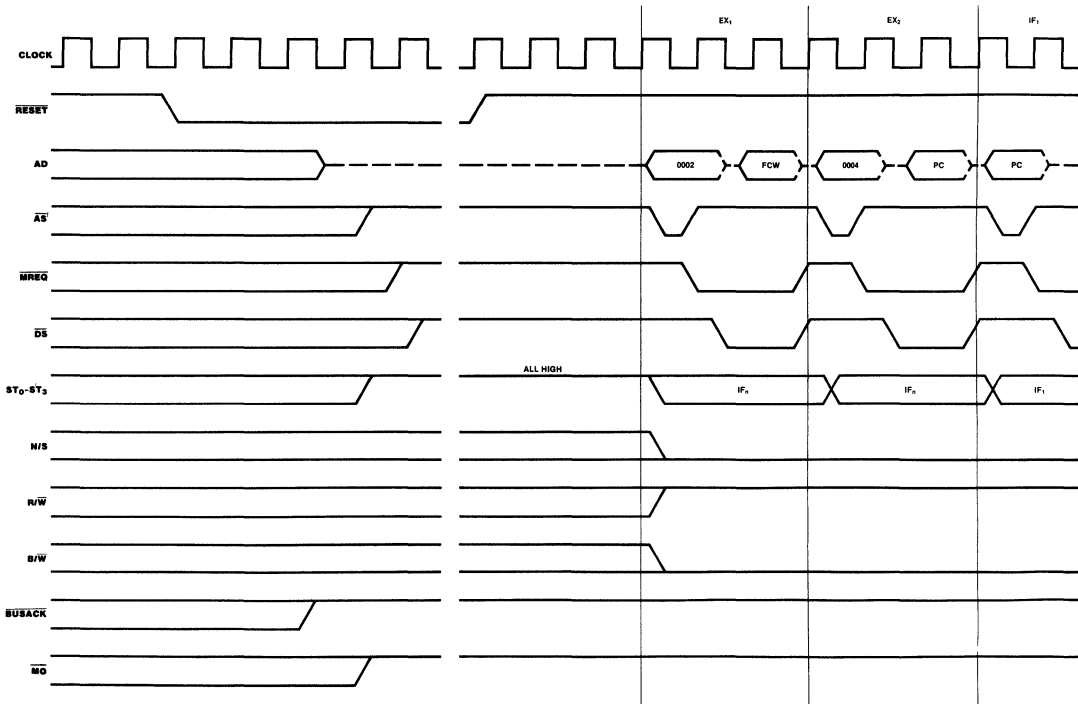 EX₁
EX₂
IF₁
CLOCK
RESET
AD
0002
FCW
0004
PC
PC
AS
MREQ
DS
ST₀-ST₃
ALL HIGH
IFₙ
IFₙ
IF₁
N/S
R/W
B/W
BUSACK
MO